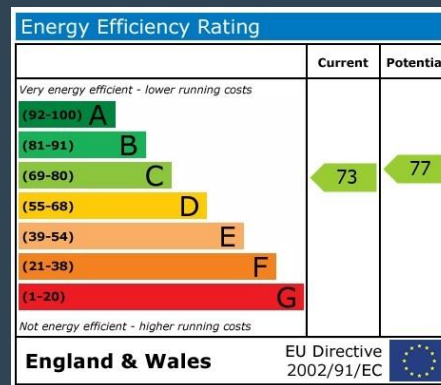 Energy Efficiency Rating
Current Potentia
Very energy efficient - lower running costs
(92-100) A
(81-91) B
(69-80) C
73 77
(55-68) D
(39-54) E
(21-38) F
(1-20) G
Not energy efficient - higher running costs
England & Wales
EU Directive
2002/91/EC